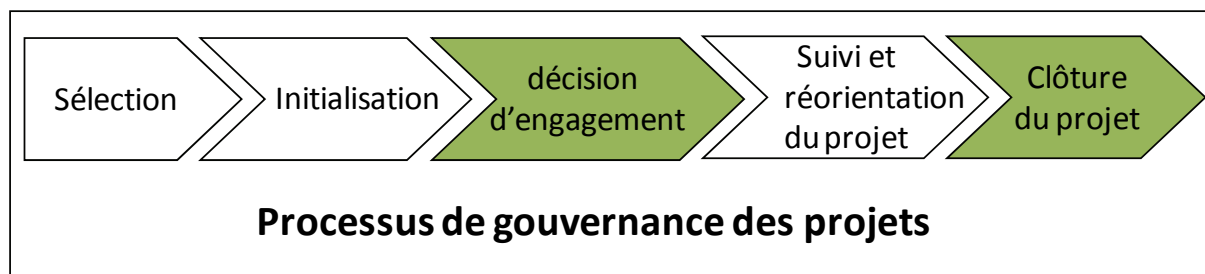 Sélection
Initialisation
décision
d'engagement
Suivi et
réorientation
du projet
Clôture
du projet
Processus de gouvernance des projets